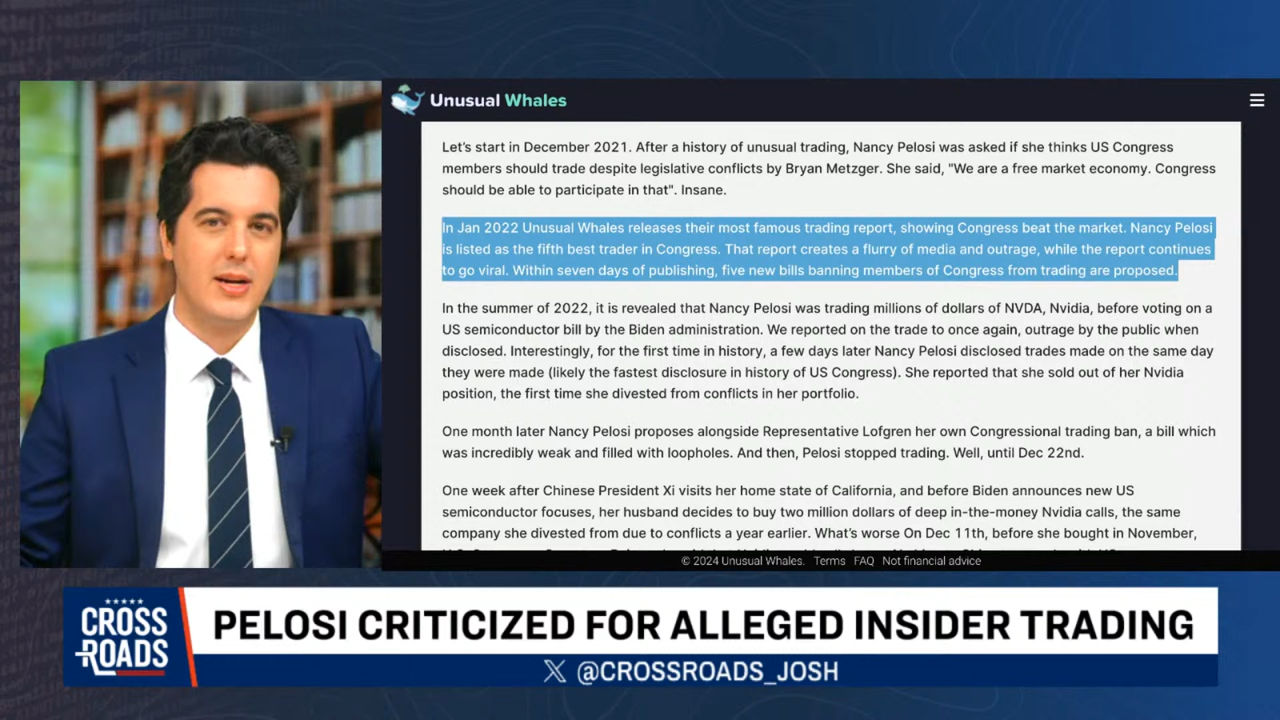 Unusual Whales
Let's start in December 2021. After a history of unusual trading, Nancy Pelosi was asked if she thinks US Congress
members should trade despite legislative conflicts by Bryan Metzger. She said, "We are a free market economy. Congress
should be able to participate in that". Insane.
In Jan 2022 Unusual Whales releases their most famous trading report, showing Congress beat the market. Nancy Pelosi
is listed as the fifth best trader in Congress. That report creates a flurry of media and outrage, while the report continues
to go viral. Within seven days of publishing, five new bills banning members of Congress from trading are proposed.
In the summer of 2022, it is revealed that Nancy Pelosi was trading millions of dollars of NVDA, Nvidia, before voting on a
US semiconductor bill by the Biden administration. We reported on the trade to once again, outrage by the public when
disclosed. Interestingly, for the first time in history, a few days later Nancy Pelosi disclosed trades made on the same day
they were made (likely the fastest disclosure in history of US Congress). She reported that she sold out of her Nvidia
position, the first time she divested from conflicts in her portfolio.
One month later Nancy Pelosi proposes alongside Representative Lofgren her own Congressional trading ban, a bill which
was incredibly weak and filled with loopholes. And then, Pelosi stopped trading. Well, until Dec 22nd.
One week after Chinese President Xi visits her home state of California, and before Biden announces new US
semiconductor focuses, her husband decides to buy two million dollars of deep in-the-money Nvidia calls, the same
company she divested from due to conflicts a year earlier. What's worse On Dec 11th, before she bought in November,
© 2024 Unusual Whales. Terms FAQ Not financial advice
CROSS
ROADS
PELOSI CRITICIZED FOR ALLEGED INSIDER TRADING
@CROSSROADS_JOSH